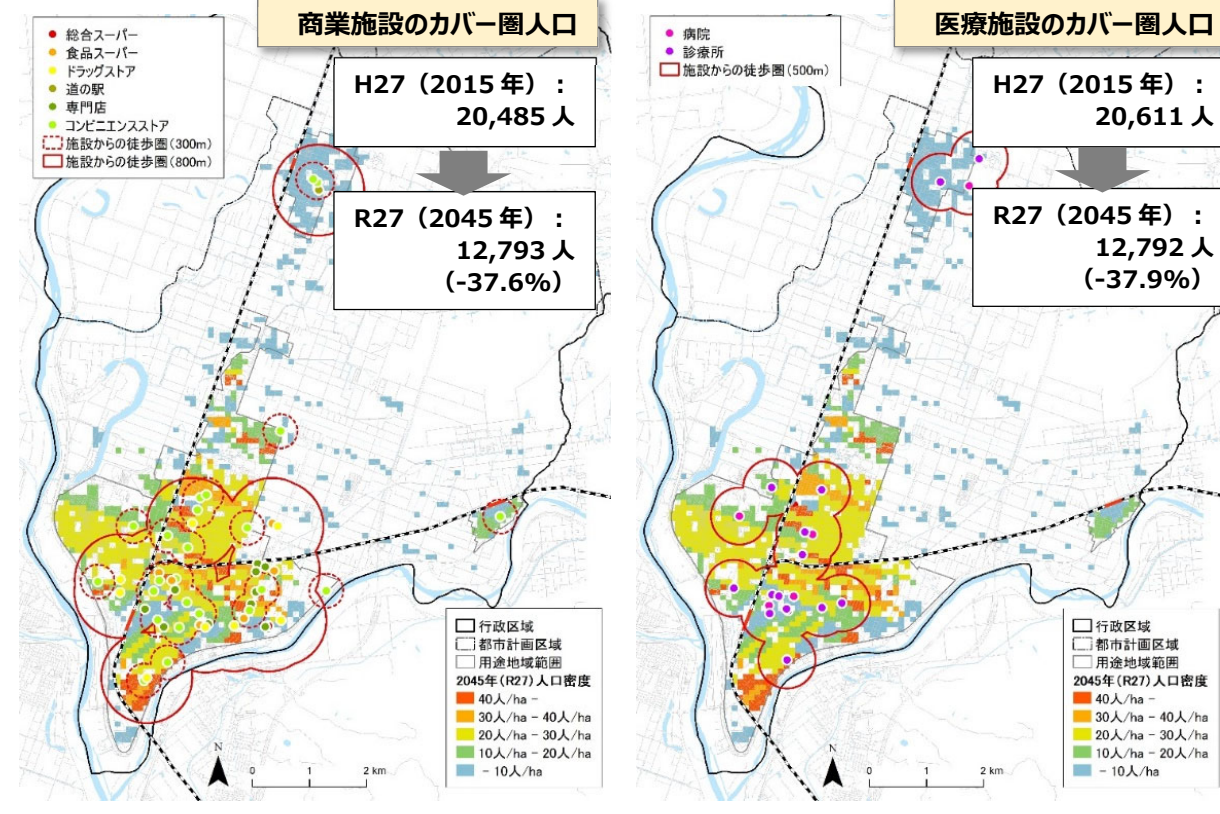 商業施設のカバー圏人口
総合スーパー
食品スーパー
ドラッグストア
道の駅
専門店
コンビニエンスストア
施設からの徒歩圏(300m)
施設からの徒歩圏(800m)
H27（2015年）：
20,485人
R27（2045年）：
12,793人
(-37.6%)
行政区域
都市計画区域
用途地域範囲
2045年(R27)人口密度
40人/ha -
30人/ha - 40人/ha
20人/ha - 30人/ha
10人/ha - 20人/ha
- 10人/ha
N
0 1 2 km
医療施設のカバー圏人口
病院
診療所
施設からの徒歩圏(500m)
H27（2015年）：
20,611人
R27（2045年）：
12,792人
(-37.9%)
行政区域
都市計画区域
用途地域範囲
2045年(R27)人口密度
40人/ha -
30人/ha - 40人/ha
20人/ha - 30人/ha
10人/ha - 20人/ha
- 10人/ha
N
0 1 2 km